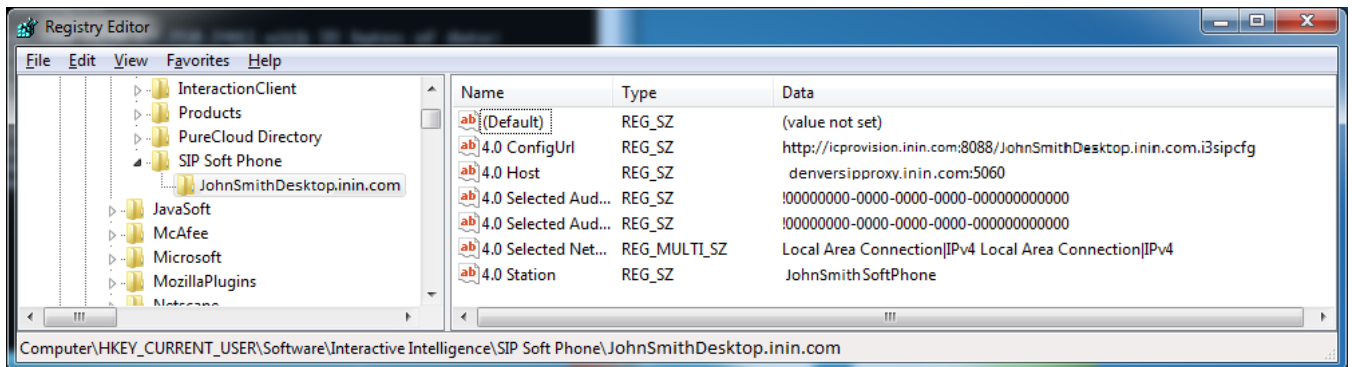 Registry Editor
File Edit View Favorites Help
InteractionClient
Products
PureCloud Directory
SIP Soft Phone
JohnSmithDesktop.inin.com
JavaSoft
McAfee
Microsoft
MozillaPlugins
Netscape
Name Type Data
(Default) REG_SZ (value not set)
4.0 ConfigUrl REG_SZ http://icprovision.inin.com:8088/JohnSmithDesktop.inin.com.i3sipcfg
4.0 Host REG_SZ denversipproxy.inin.com:5060
4.0 Selected Aud... REG_SZ !00000000-0000-0000-0000-000000000000
4.0 Selected Aud... REG_SZ !00000000-0000-0000-0000-000000000000
4.0 Selected Net... REG_MULTI_SZ Local Area Connection|IPv4 Local Area Connection|IPv4
4.0 Station REG_SZ JohnSmithSoftPhone
Computer\HKEY_CURRENT_USER\Software\Interactive Intelligence\SIP Soft Phone\JohnSmithDesktop.inin.com